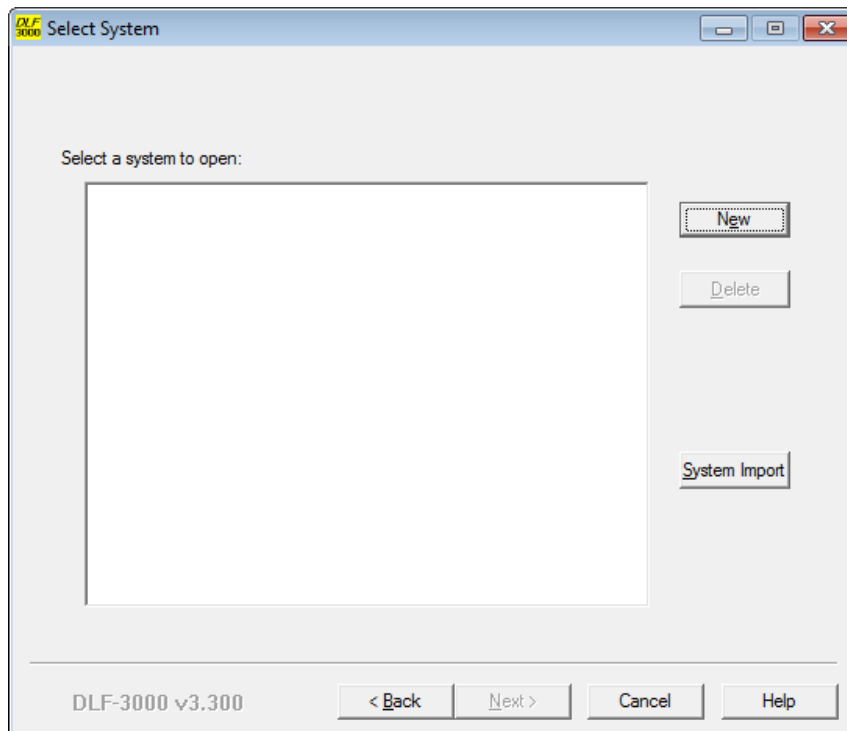 DLF
3000 Select System
Select a system to open:
New
Delete
System Import
DLF-3000 v3.300
< Back
Next >
Cancel
Help